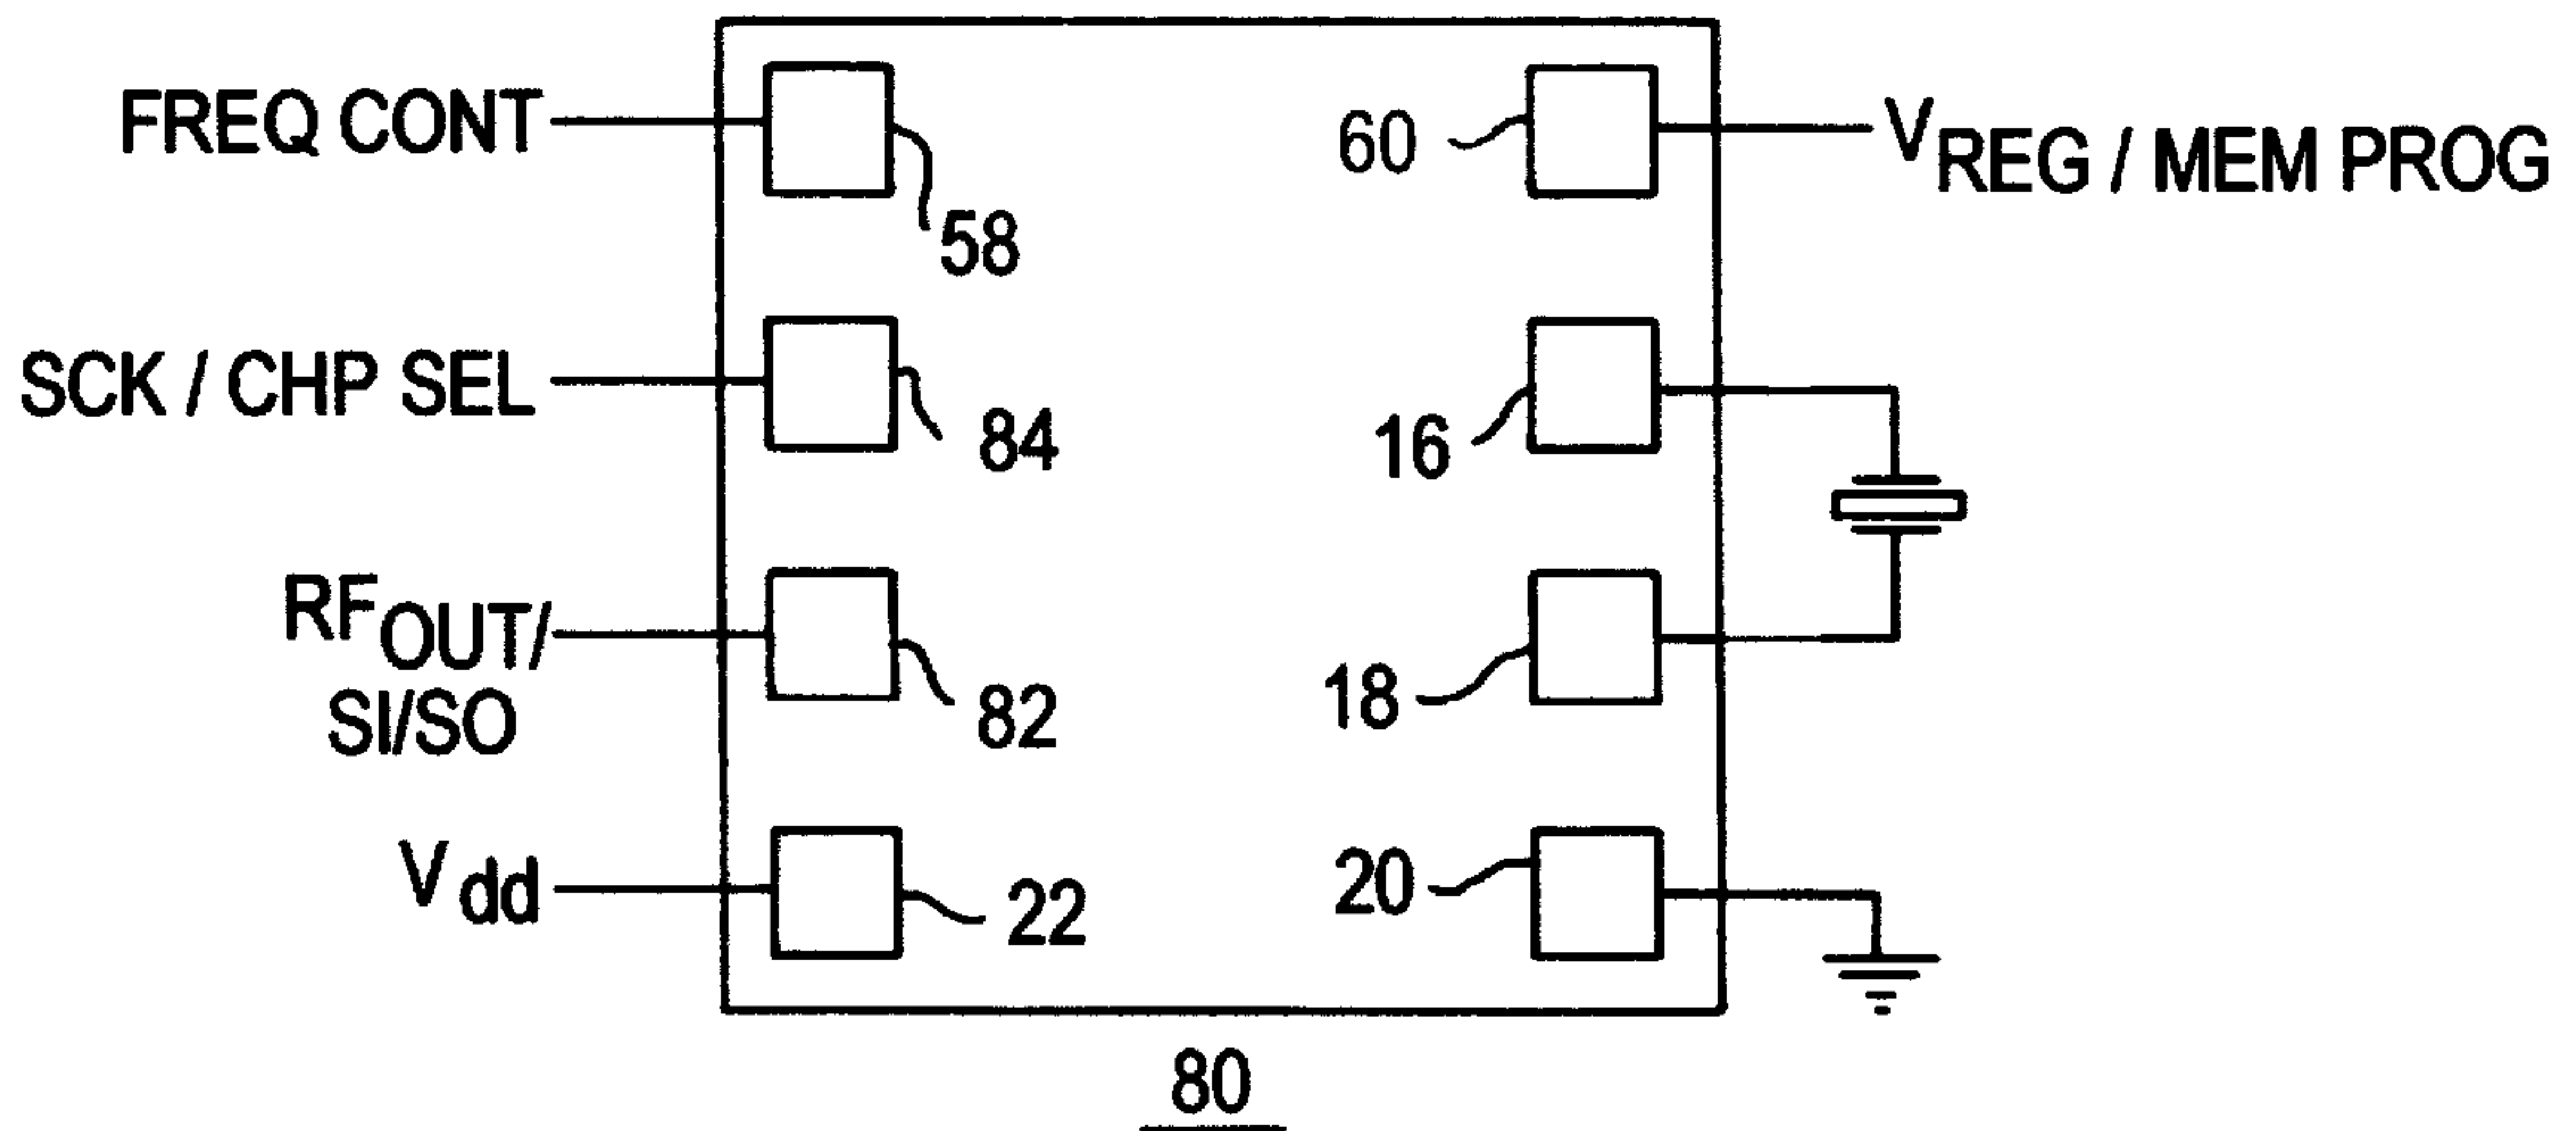 FREQ CONT
58
60
VREG / MEM PROG
SCK / CHP SEL
84
16
RFOUT/
SI/SO
82
18
Vdd
22
20
80